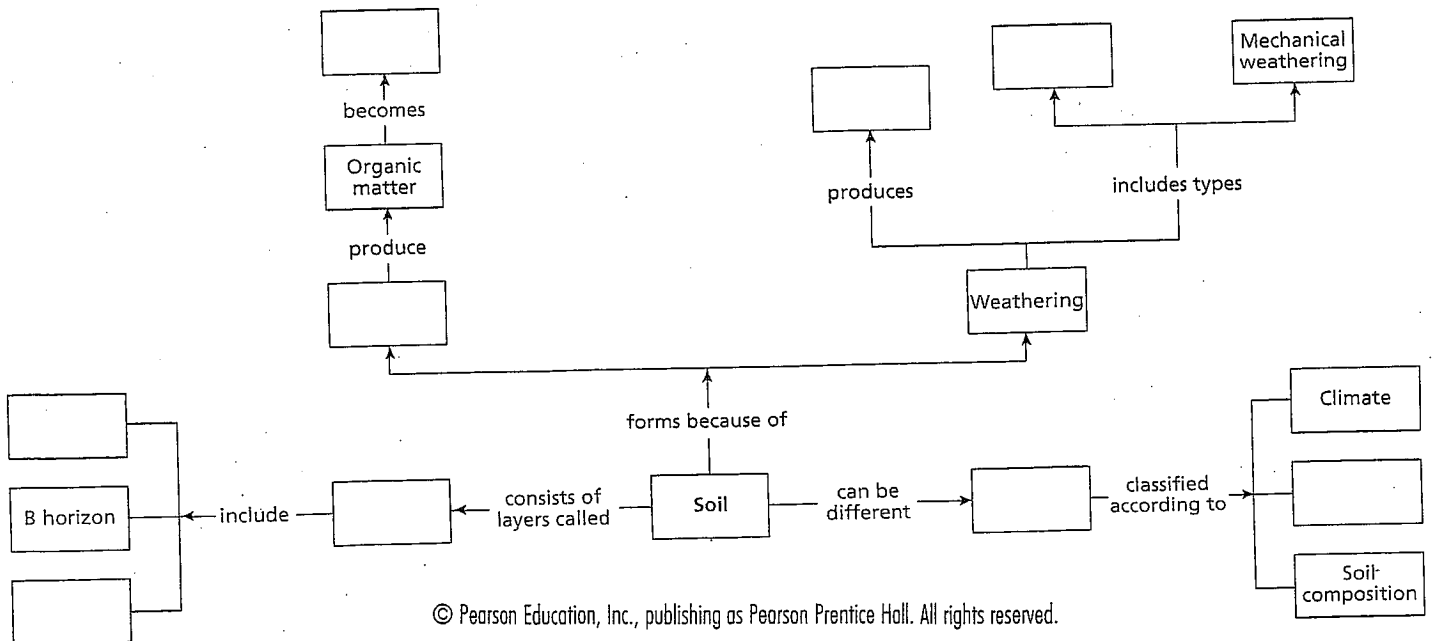 Mechanical
weathering
becomes
Organic
matter
produces
includes types
produce
Weathering
Climate
forms because of
B horizon
include
consists of
layers called
Soil
can be
different
classified
according to
Soil
composition
© Pearson Education, Inc., publishing as Pearson Prentice Hall. All rights reserved.